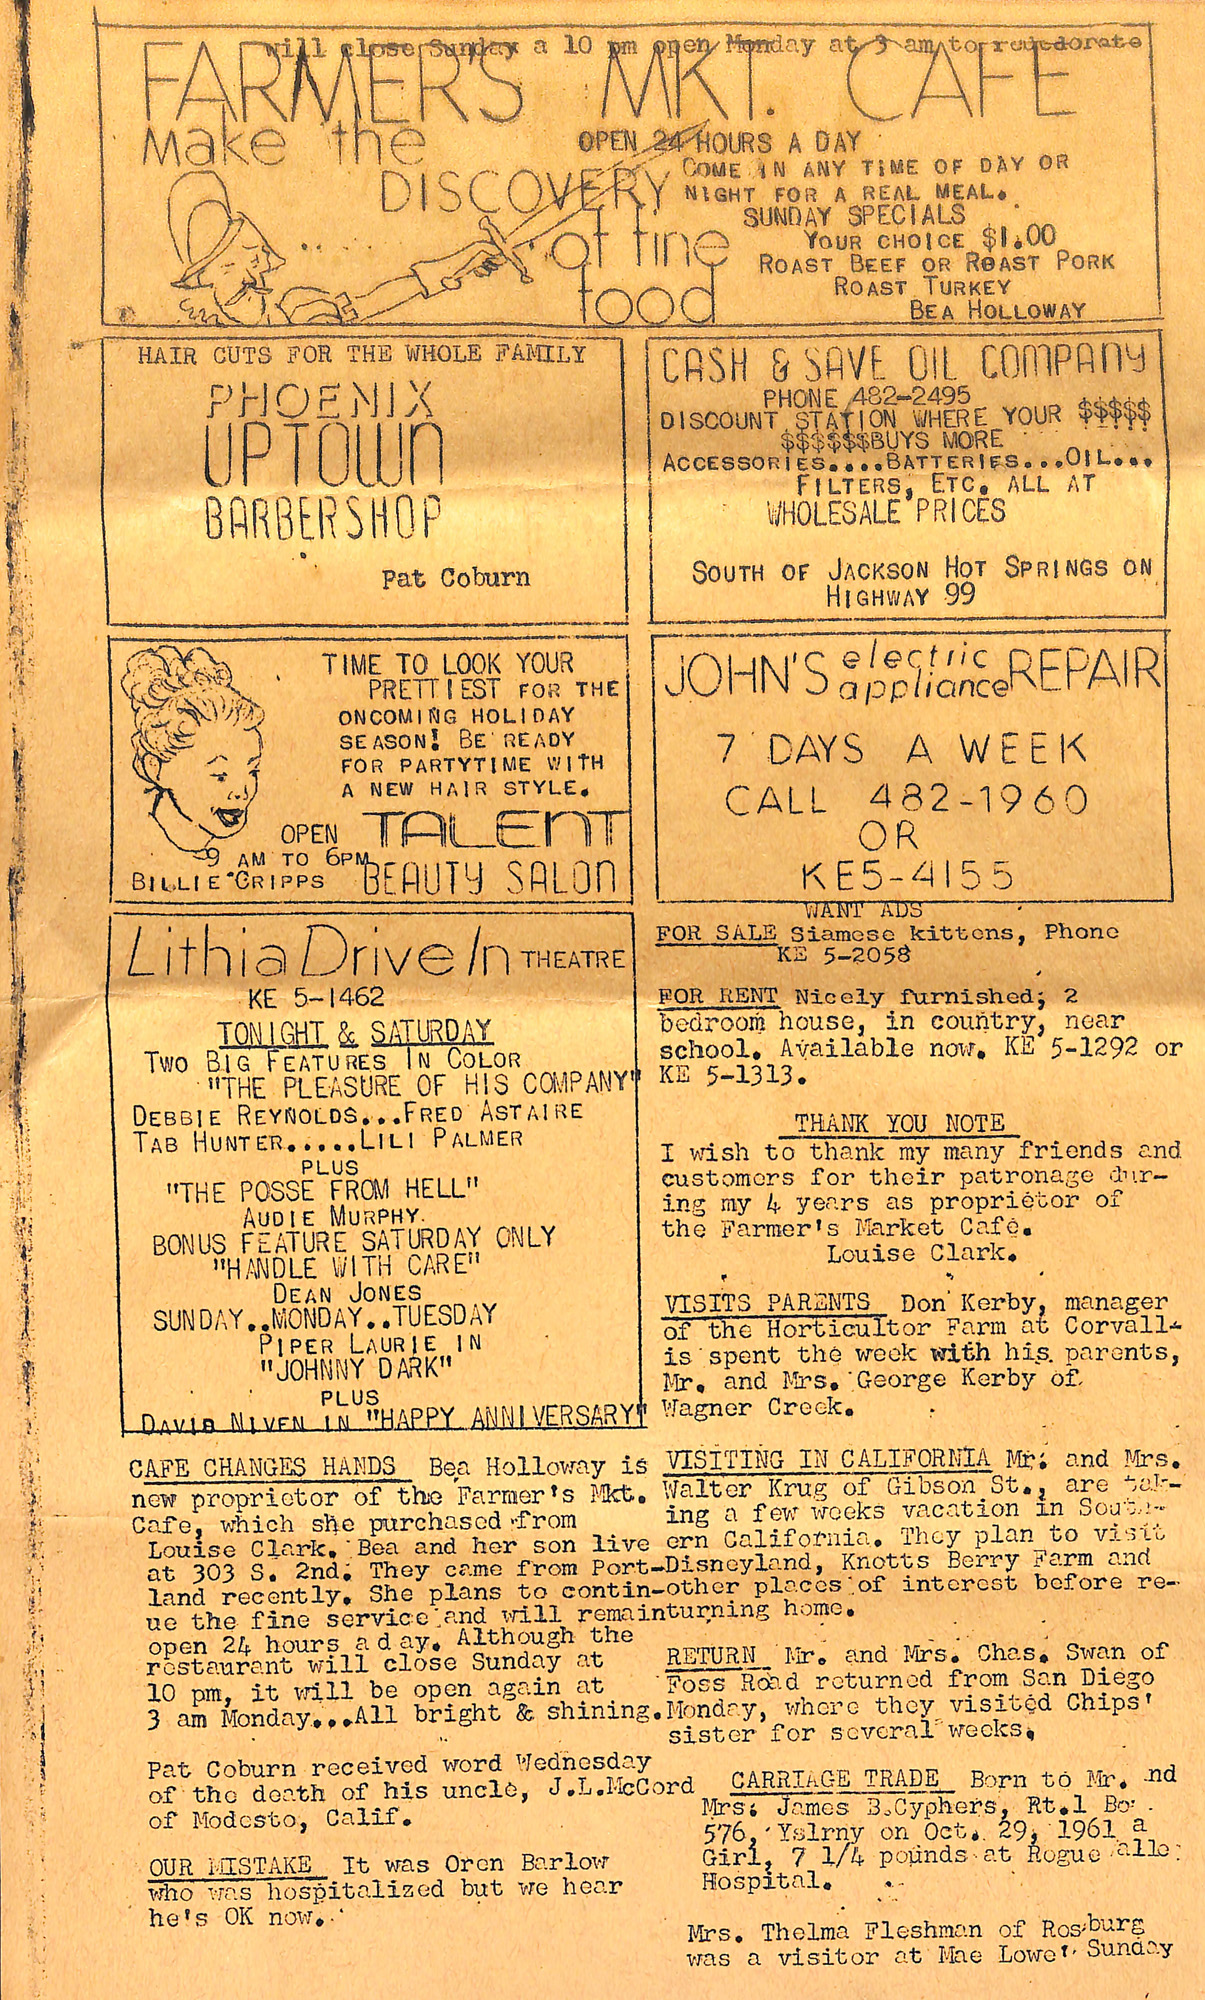 will close Sunday a 10 pm open Monday at 3 am to rededorate
FARMER'S MKT. CAFE
Make the
DISCOVERY
of fine
food
OPEN 24 HOURS A DAY
COME IN ANY TIME OF DAY OR
NIGHT FOR A REAL MEAL.
SUNDAY SPECIALS
YOUR CHOICE $1.00
ROAST BEEF OR ROAST PORK
ROAST TURKEY
BEA HOLLOWAY
HAIR CUTS FOR THE WHOLE FAMILY
PHOENIX
UPTOWN
BARBERSHOP
Pat Coburn
CASH & SAVE OIL COMPANY
PHONE 482-2495
DISCOUNT STATION WHERE YOUR $$$$$
$$$$$$BUYS MORE
ACCESSORIES....BATTERIES...OIL...
FILTERS, ETC. ALL AT
WHOLESALE PRICES
SOUTH OF JACKSON HOT SPRINGS ON
HIGHWAY 99
TIME TO LOOK YOUR
PRETTIEST FOR THE
ONCOMING HOLIDAY
SEASON! BE READY
FOR PARTYTIME WITH
A NEW HAIR STYLE.
OPEN
9 AM TO 6PM
BILLIE CRIPPS
TALENT
BEAUTY SALON
JOHN'S electric appliance REPAIR
7 DAYS A WEEK
CALL 482-1960
OR
KE5-4155
Lithia Drive In THEATRE
KE 5-1462
TONIGHT & SATURDAY
TWO BIG FEATURES IN COLOR
"THE PLEASURE OF HIS COMPANY"
DEBBIE REYNOLDS...FRED ASTAIRE
TAB HUNTER.....LILI PALMER
PLUS
"THE POSSE FROM HELL"
AUDIE MURPHY.
BONUS FEATURE SATURDAY ONLY
"HANDLE WITH CARE"
DEAN JONES
SUNDAY..MONDAY..TUESDAY
PIPER LAURIE IN
"JOHNNY DARK"
PLUS
DAVID NIVEN IN "HAPPY ANNIVERSARY"
CAFE CHANGES HANDS Bea Holloway is
new proprietor of the Farmer's Mkt.
Cafe, which she purchased from
Louise Clark. Bea and her son live
at 303 S. 2nd. They came from Port-
land recently. She plans to contin-
ue the fine service and will remain
open 24 hours a day. Although the
restaurant will close Sunday at
10 pm, it will be open again at
3 am Monday...All bright & shining.
Pat Coburn received word Wednesday
of the death of his uncle, J.L.McCord
of Modesto, Calif.
OUR MISTAKE It was Oren Barlow
who was hospitalized but we hear
he's OK now.
WANT ADS
FOR SALE Siamese kittens, Phone
KE 5-2058
FOR RENT Nicely furnished; 2
bedroom house, in country, near
school. Available now. KE 5-1292 or
KE 5-1313.
THANK YOU NOTE
I wish to thank my many friends and
customers for their patronage dur-
ing my 4 years as proprietor of
the Farmer's Market Cafe.
Louise Clark.
VISITS PARENTS Don Kerby, manager
of the Horticultor Farm at Corvall-
is spent the week with his parents,
Mr. and Mrs. George Kerby of
Wagner Creek.
VISITING IN CALIFORNIA Mr. and Mrs.
Walter Krug of Gibson St., are tak-
ing a few weeks vacation in South-
ern California. They plan to visit
Disneyland, Knotts Berry Farm and
other places of interest before re-
turning home.
RETURN Mr. and Mrs. Chas. Swan of
Foss Road returned from San Diego
Monday, where they visited Chips'
sister for several weeks.
CARRIAGE TRADE Born to Mr. nd
Mrs. James B.Cyphers, Rt.1 Bo
576, Yslrny on Oct. 29, 1961 a
Girl, 7 1/4 pounds at Rogue alle
Hospital.
Mrs. Thelma Fleshman of Rosburg
was a visitor at Mae Lowe' Sunday